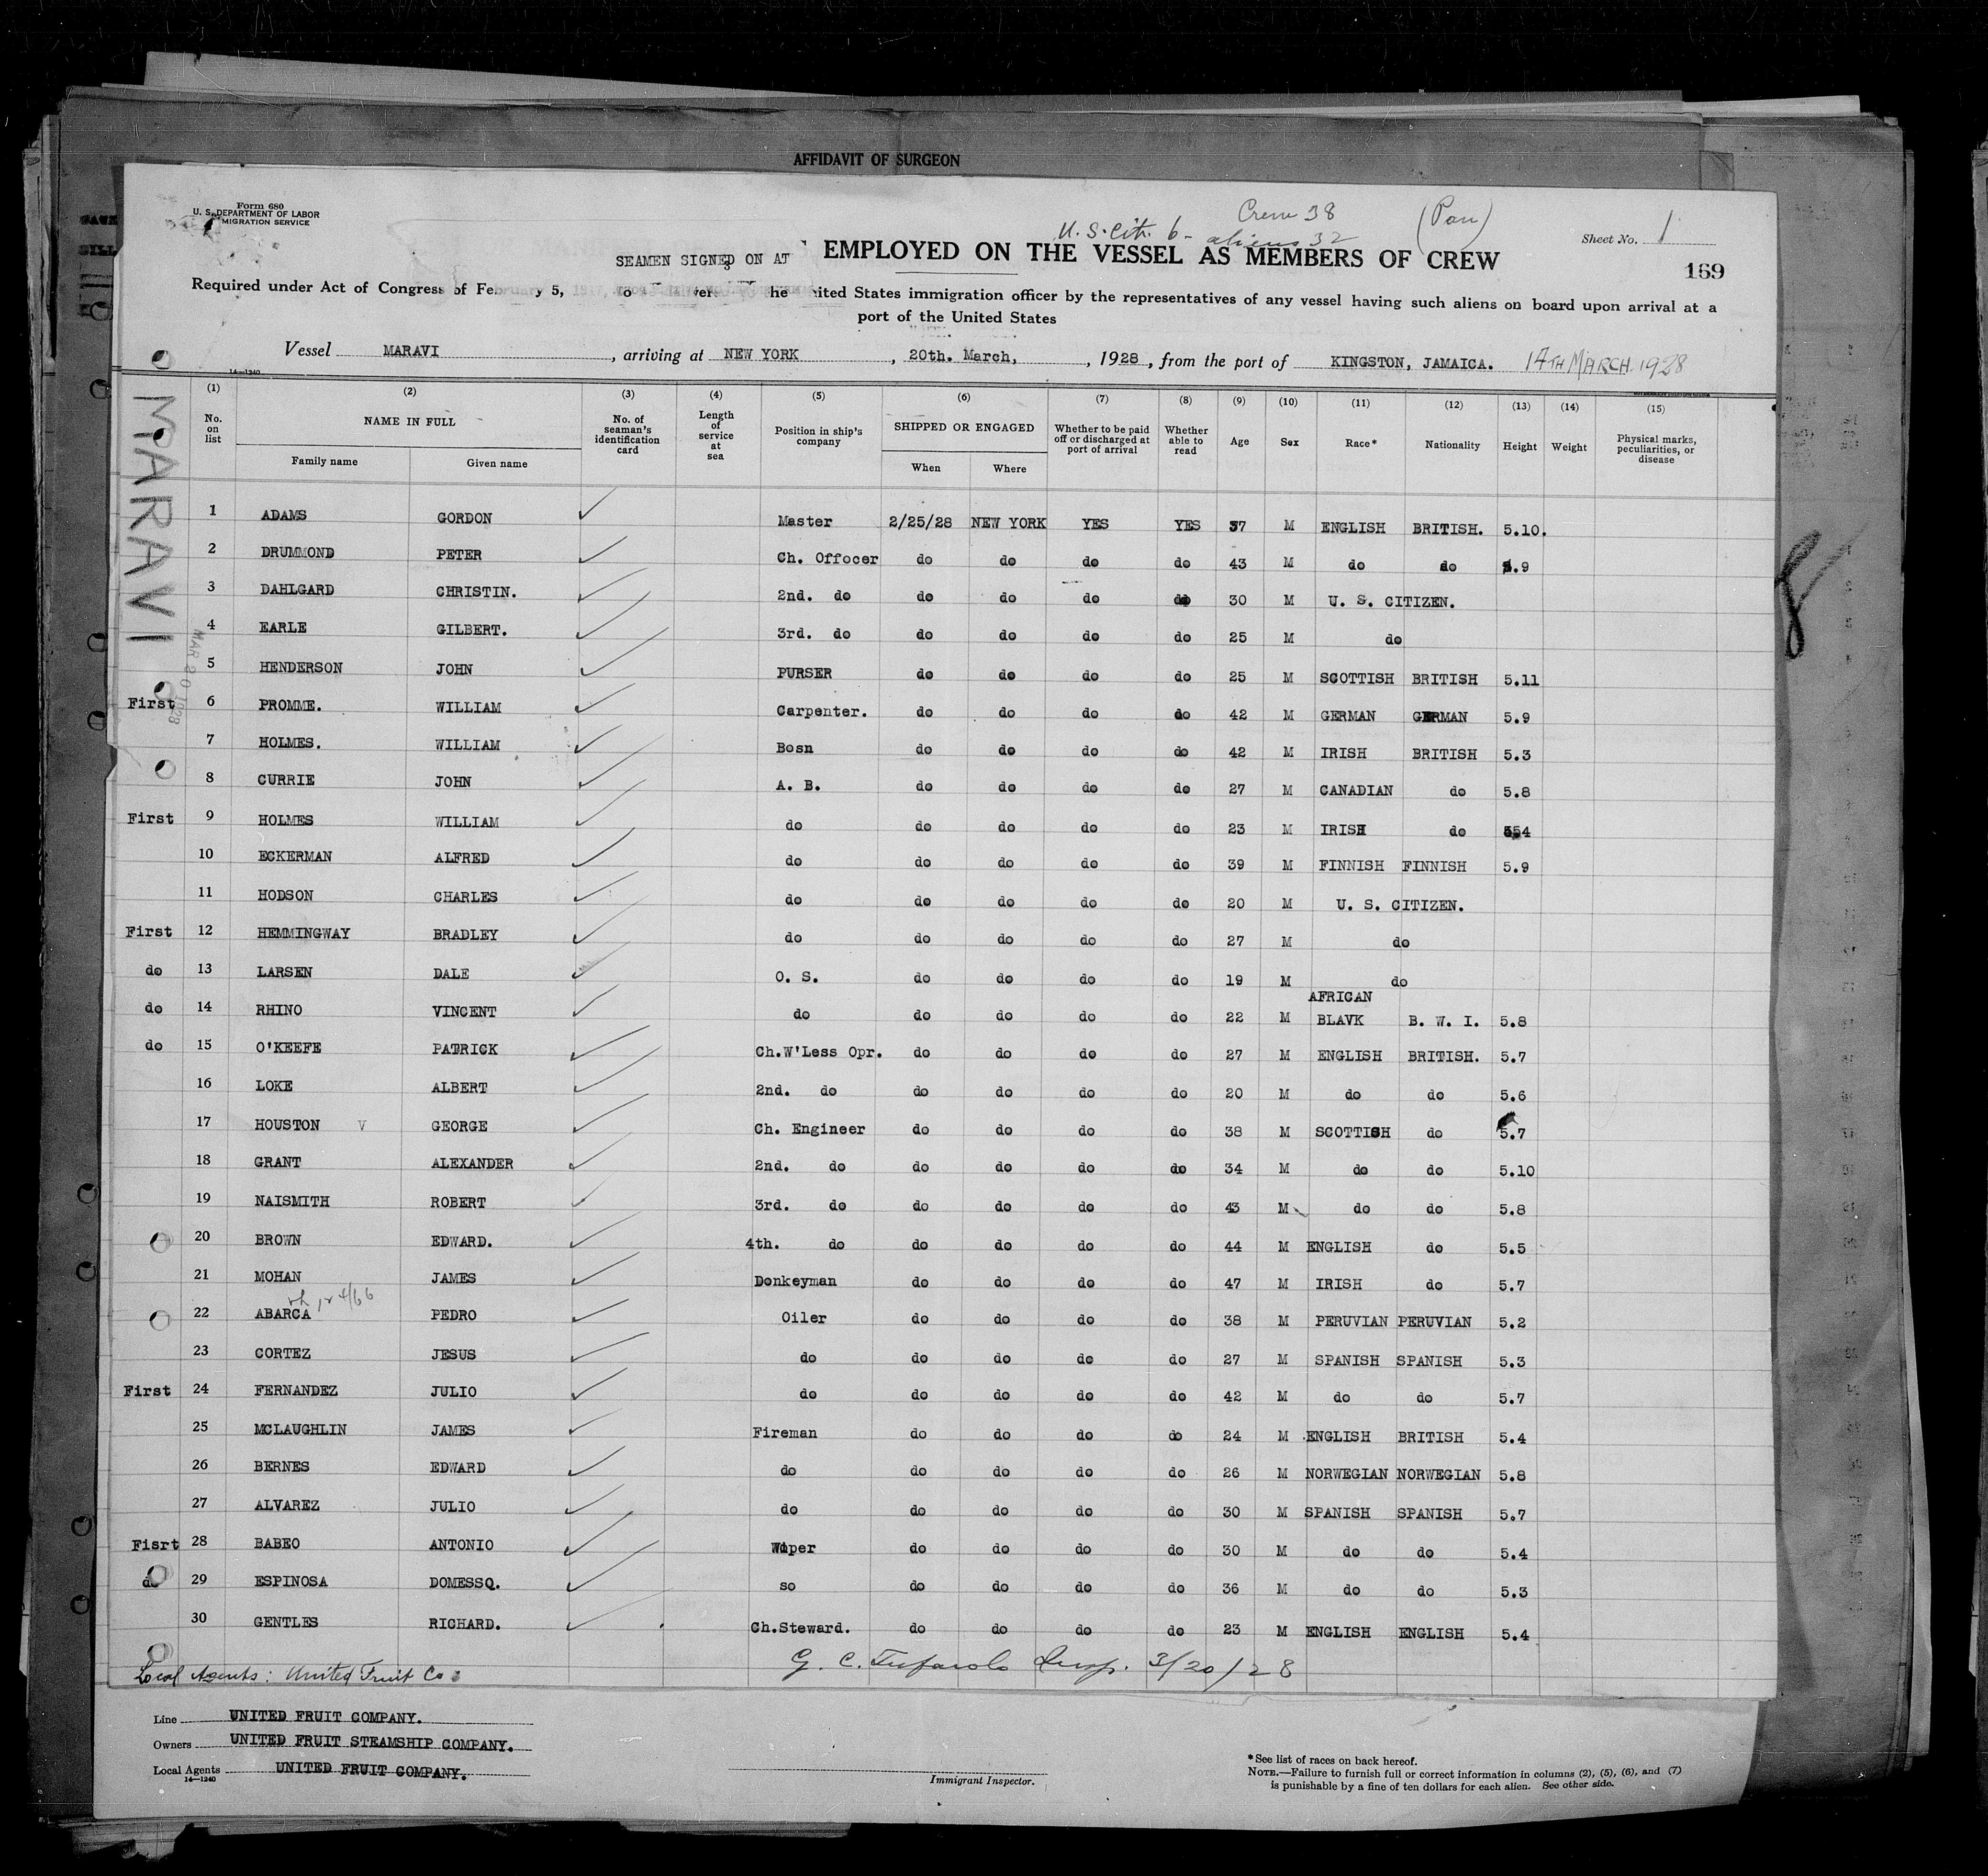 AFFIDAVIT OF SURGEON
Form 680
U. S. DEPARTMENT OF LABOR
MIGRATION SERVICE
Crew 38
(Pan)
U. S. Cit. 6 - aliens 32
Sheet No. 1
SEAMEN SIGNED ON AT EMPLOYED ON THE VESSEL AS MEMBERS OF CREW
169
Required under Act of Congress of February 5, United States immigration officer by the representatives of any vessel having such aliens on board upon arrival at a
port of the United States
Vessel MARAVI, arriving at NEW YORK, 20th. March, 1928, from the port of KINGSTON, JAMAICA. 14TH MARCH. 1928
14-1240
MARAVI
MAR 20 1928
(1) (2) (3) (4) (5) (6) (7) (8) (9) (10) (11) (12) (13) (14) (15)
No. on list NAME IN FULL No. of seaman's identification card Length of service at sea Position in ship's company SHIPPED OR ENGAGED Whether to be paid off or discharged at port of arrival Whether able to read Age Sex Race* Nationality Height Weight Physical marks, peculiarities, or disease
Family name Given name When Where
1 ADAMS GORDON Master 2/25/28 NEW YORK YES YES 37 M ENGLISH BRITISH. 5.10.
2 DRUMMOND PETER Ch. Offocer do do do do 43 M do do 5.9
3 DAHLGARD CHRISTIN. 2nd. do do do do do 30 M U. S. CITIZEN.
4 EARLE GILBERT. 3rd. do do do do do 25 M do
5 HENDERSON JOHN PURSER do do do do 25 M SCOTTISH BRITISH 5.11
First 6 PROMME. WILLIAM Carpenter. do do do do 42 M GERMAN GERMAN 5.9
7 HOLMES. WILLIAM Bosn do do do do 42 M IRISH BRITISH 5.3
8 CURRIE JOHN A. B. do do do do 27 M CANADIAN do 5.8
First 9 HOLMES WILLIAM do do do do do 23 M IRISH do
10 ECKERMAN ALFRED do do do do do 39 M FINNISH FINNISH 5.9
11 HODSON CHARLES do do do do do 20 M U. S. CITIZEN.
First 12 HEMMINGWAY BRADLEY do do do do do 27 M do
do 13 LARSEN DALE O. S. do do do do 19 M do
do 14 RHINO VINCENT do do do do do 22 M AFRICAN BLAVK B. W. I. 5.8
do 15 O'KEEFE PATRICK Ch.W'Less Opr. do do do do 27 M ENGLISH BRITISH. 5.7
16 LOKE ALBERT 2nd. do do do do do 20 M do do 5.6
17 HOUSTON V GEORGE Ch. Engineer do do do do 38 M SCOTTISH do 5.7
18 GRANT ALEXANDER 2nd. do do do do do 34 M do do 5.10
19 NAISMITH ROBERT 3rd. do do do do do 43 M do do 5.8
20 BROWN EDWARD. 4th. do do do do do 44 M ENGLISH do 5.5
21 MOHAN JAMES Donkeyman do do do do 47 M IRISH do 5.7
22 ABARCA PEDRO Oiler do do do do 38 M PERUVIAN PERUVIAN 5.2
23 CORTEZ JESUS do do do do do 27 M SPANISH SPANISH 5.3
First 24 FERNANDEZ JULIO do do do do do 42 M do do 5.7
25 MCLAUGHLIN JAMES Fireman do do do do 24 M ENGLISH BRITISH 5.4
26 BERNES EDWARD do do do do do 26 M NORWEGIAN NORWEGIAN 5.8
27 ALVAREZ JULIO do do do do do 30 M SPANISH SPANISH 5.7
Fisrt 28 BABEO ANTONIO Wiper do do do do 30 M do do 5.4
do 29 ESPINOSA DOMESSQ. so do do do do 36 M do do 5.3
30 GENTLES RICHARD. Ch.Steward. do do do do 23 M ENGLISH ENGLISH 5.4
Local Agents: United Fruit Co: G. C. Insp. 3/20/28
Line UNITED FRUIT COMPANY.
Owners UNITED FRUIT STEAMSHIP COMPANY.
Local Agents UNITED FRUIT COMPANY.
14-1240
Immigrant Inspector.
*See list of races on back hereof.
NOTE.—Failure to furnish full or correct information in columns (2), (5), (6), and (7)
is punishable by a fine of ten dollars for each alien. See other side.